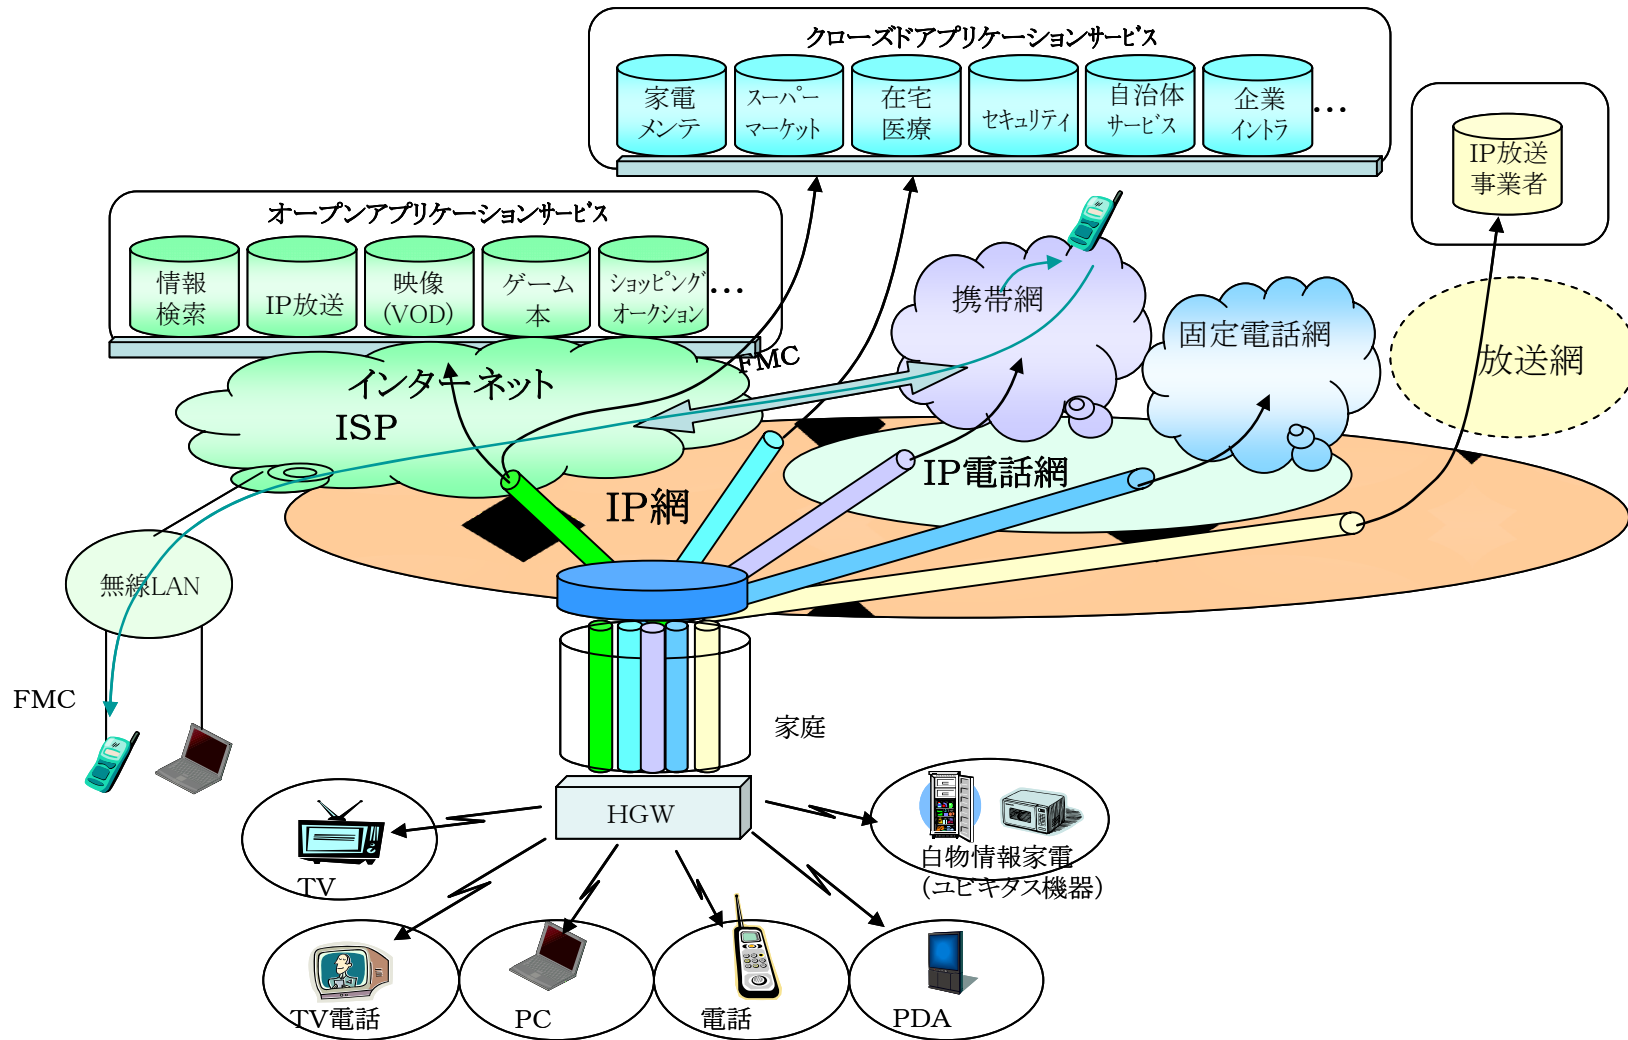 クローズドアプリケーションサービス
家電
メンテ
スーパー
マーケット
在宅
医療
セキュリティ
自治体
サービス
企業
イントラ
…
IP放送
事業者
オープンアプリケーションサービス
情報
検索
IP放送
映像
(VOD)
ゲーム
本
ショッピング
オークション
…
携帯網
固定電話網
放送網
FMC
インターネット
ISP
IP電話網
IP網
無線LAN
FMC
家庭
HGW
TV
白物情報家電
(ユビキタス機器)
TV電話
PC
電話
PDA